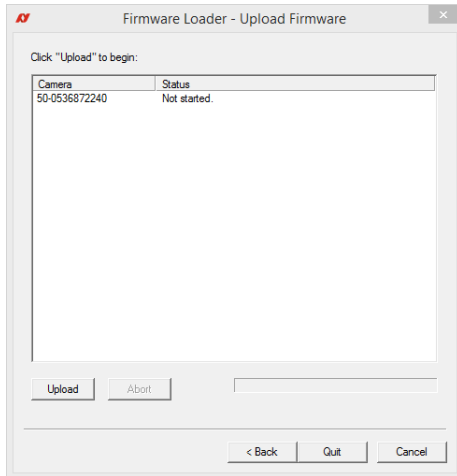 Firmware Loader - Upload Firmware
Click "Upload" to begin:
Camera Status
50-0536872240 Not started.
Upload Abort
< Back Quit Cancel